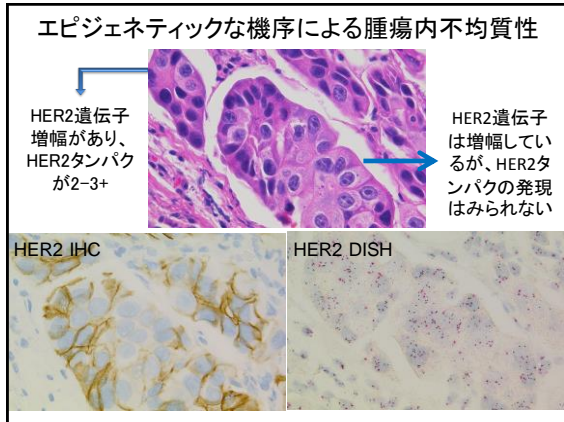 エピジェネティックな機序による腫瘍内不均質性
HER2遺伝子
増幅があり、
HER2タンパク
が2-3+
HER2遺伝子
は増幅してい
るが、HER2タ
ンパクの発現
はみられない
HER2 IHC
HER2 DISH